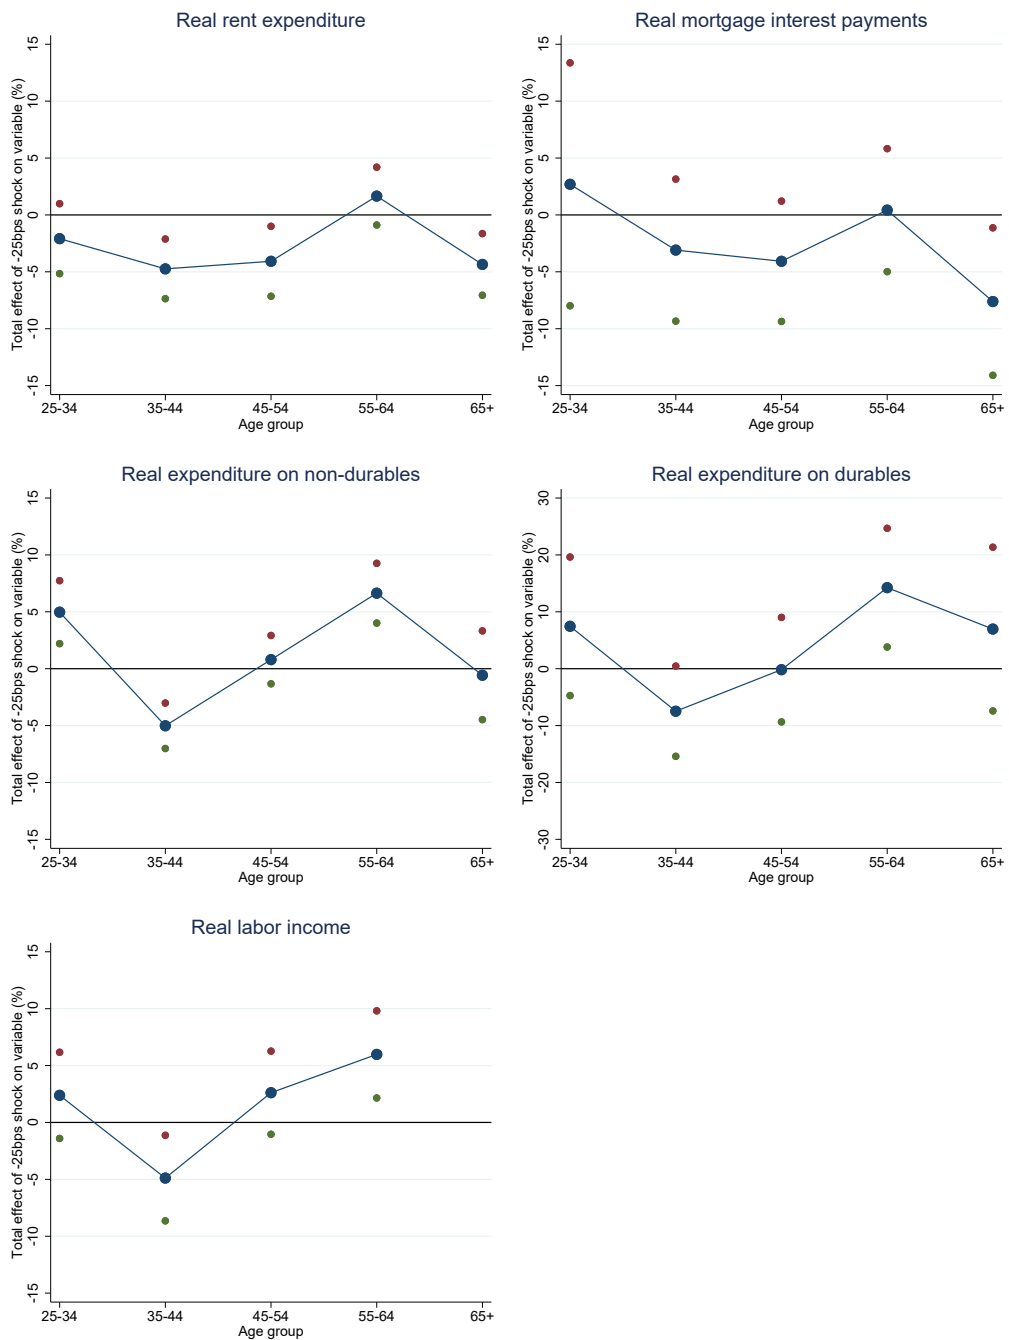 Real rent expenditure
Total effect of -25bps shock on variable (%)
15
10
5
0
-5
-10
-15
25-34 35-44 45-54 55-64 65+
Age group
Real mortgage interest payments
Total effect of -25bps shock on variable (%)
15
10
5
0
-5
-10
-15
25-34 35-44 45-54 55-64 65+
Age group
Real expenditure on non-durables
Total effect of -25bps shock on variable (%)
15
10
5
0
-5
-10
-15
25-34 35-44 45-54 55-64 65+
Age group
Real expenditure on durables
Total effect of -25bps shock on variable (%)
30
20
10
0
-10
-20
-30
25-34 35-44 45-54 55-64 65+
Age group
Real labor income
Total effect of -25bps shock on variable (%)
15
10
5
0
-5
-10
-15
25-34 35-44 45-54 55-64 65+
Age group